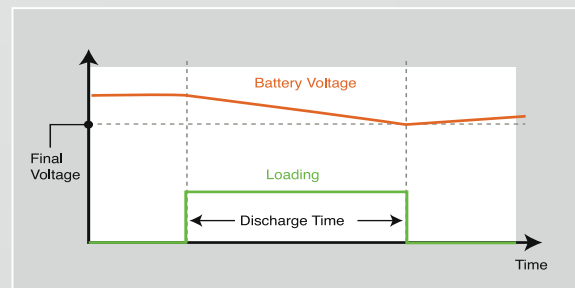 Battery Voltage
Final
Voltage
Loading
Discharge Time
Time